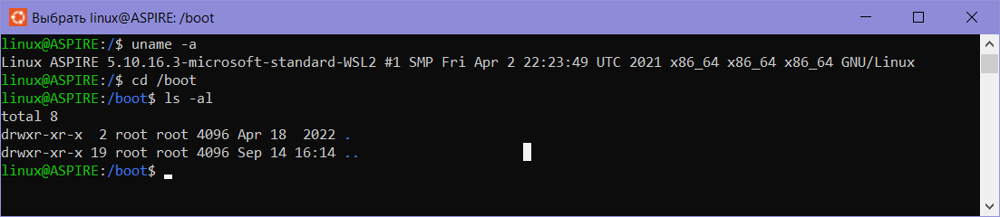 Выбрать linux@ASPIRE: /boot
linux@ASPIRE:/$ uname -a
Linux ASPIRE 5.10.16.3-microsoft-standard-WSL2 #1 SMP Fri Apr 2 22:23:49 UTC 2021 x86_64 x86_64 x86_64 GNU/Linux
linux@ASPIRE:/$ cd /boot
linux@ASPIRE:/boot$ ls -al
total 8
drwxr-xr-x  2 root root 4096 Apr 18  2022 .
drwxr-xr-x 19 root root 4096 Sep 14 16:14 ..
linux@ASPIRE:/boot$